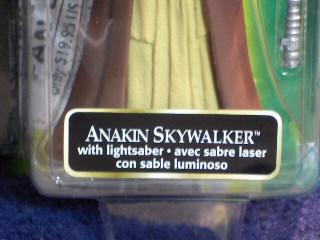 ANAKIN SKYWALKER™
with lightsaber • avec sabre laser
con sable luminoso